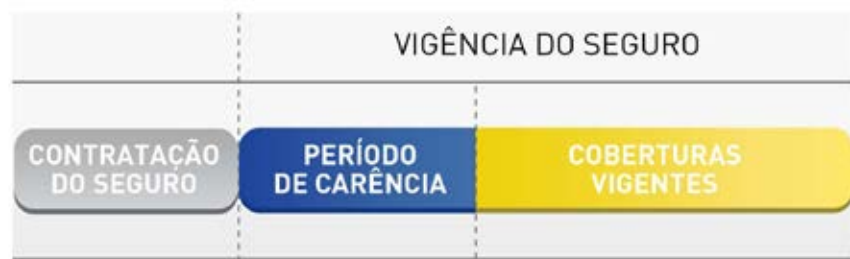 VIGÊNCIA DO SEGURO
CONTRATAÇÃO
DO SEGURO
PERÍODO
DE CARÊNCIA
COBERTURAS
VIGENTES